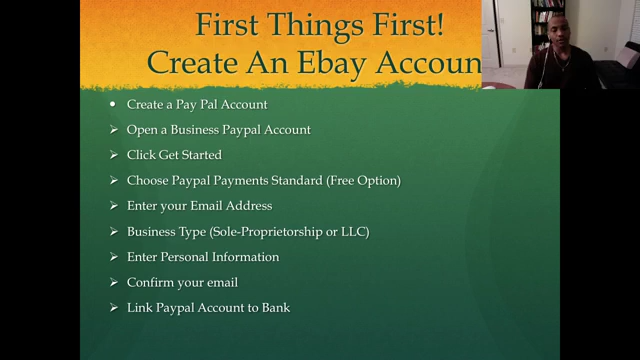 First Things First!
Create An Ebay Accoun
Create a Pay Pal Account
Open a Business Paypal Account
Click Get Started
Choose Paypal Payments Standard (Free Option)
Enter your Email Address
Business Type (Sole-Proprietorship or LLC)
Enter Personal Information
Confirm your email
Link Paypal Account to Bank